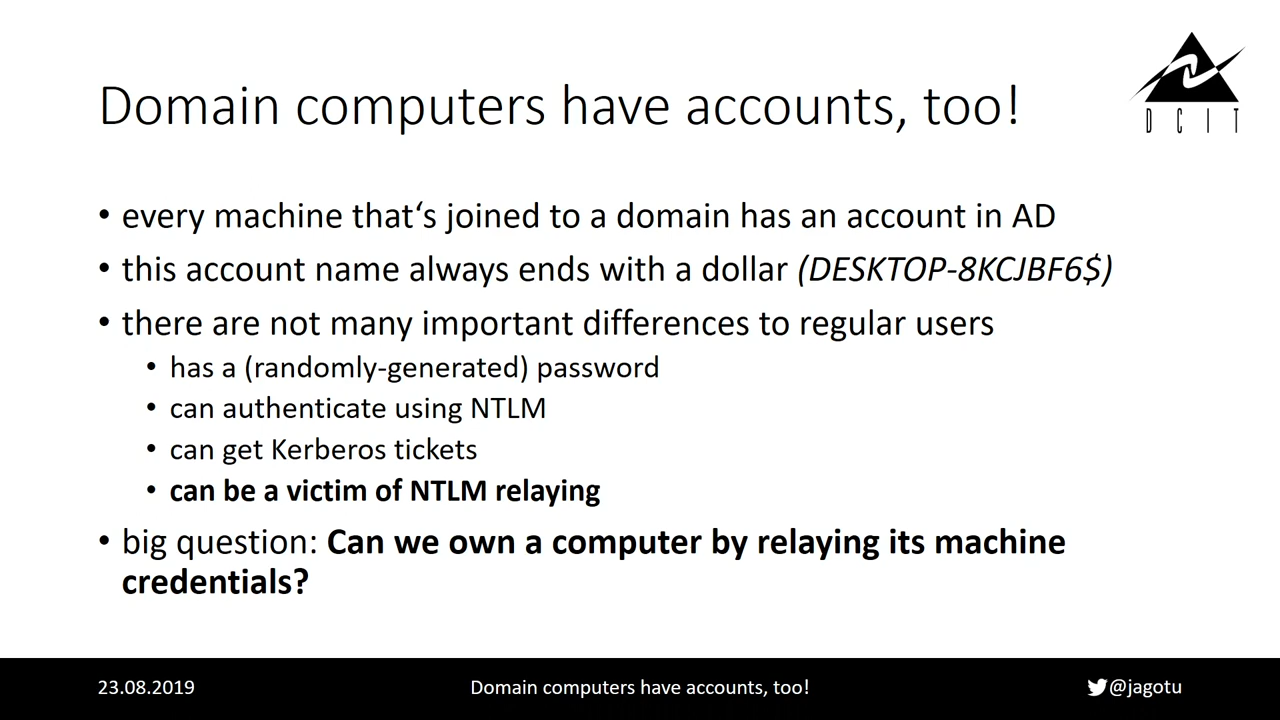 Domain computers have accounts, too!
DCIT
• every machine that‘s joined to a domain has an account in AD
• this account name always ends with a dollar (DESKTOP-8KCJBF6$)
• there are not many important differences to regular users
• has a (randomly-generated) password
• can authenticate using NTLM
• can get Kerberos tickets
• can be a victim of NTLM relaying
• big question: Can we own a computer by relaying its machine
credentials?
23.08.2019
Domain computers have accounts, too!
@jagotu